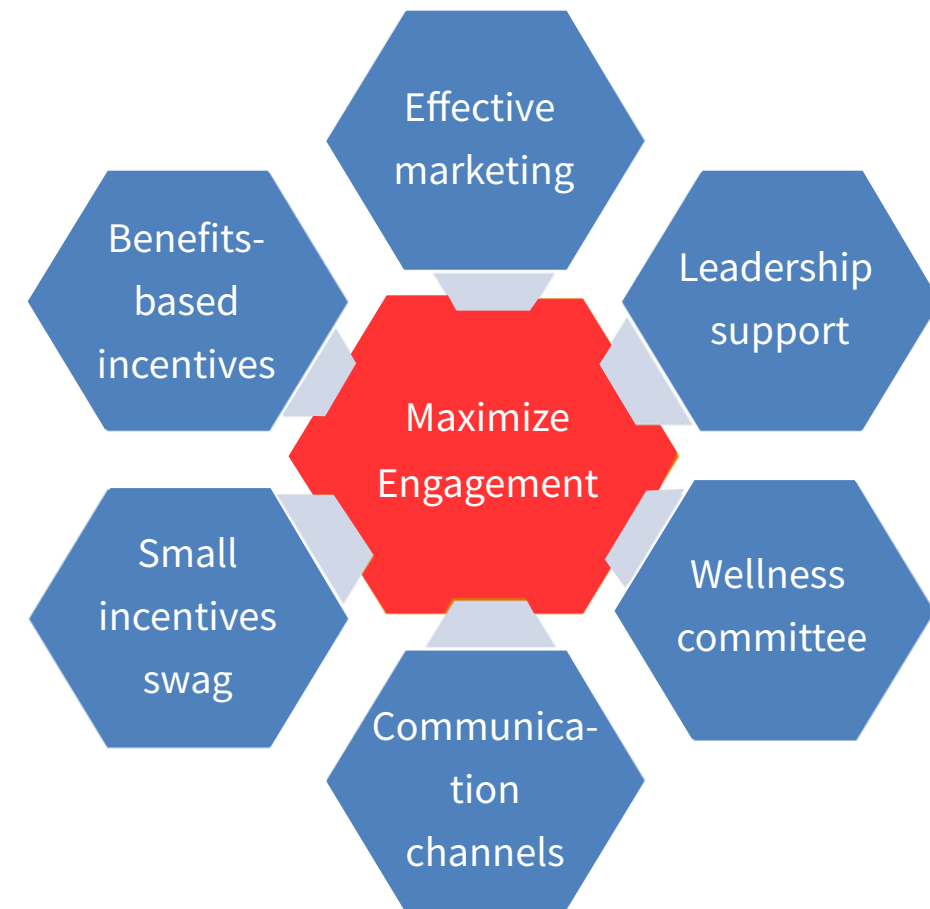 Effective
marketing
Leadership
support
Wellness
committee
Communica-
tion
channels
Small
incentives
swag
Benefits-
based
incentives
Maximize
Engagement